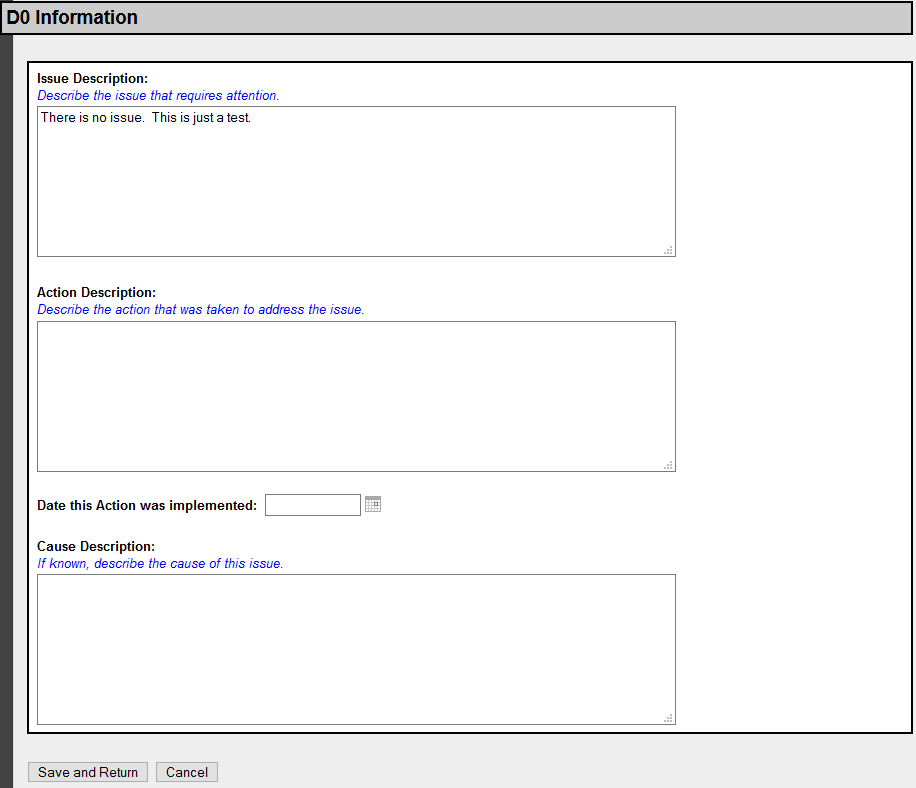 D0 Information
Issue Description:
Describe the issue that requires attention.
There is no issue.  This is just a test.
Action Description:
Describe the action that was taken to address the issue.
Date this Action was implemented:
Cause Description:
If known, describe the cause of this issue.
Save and Return Cancel